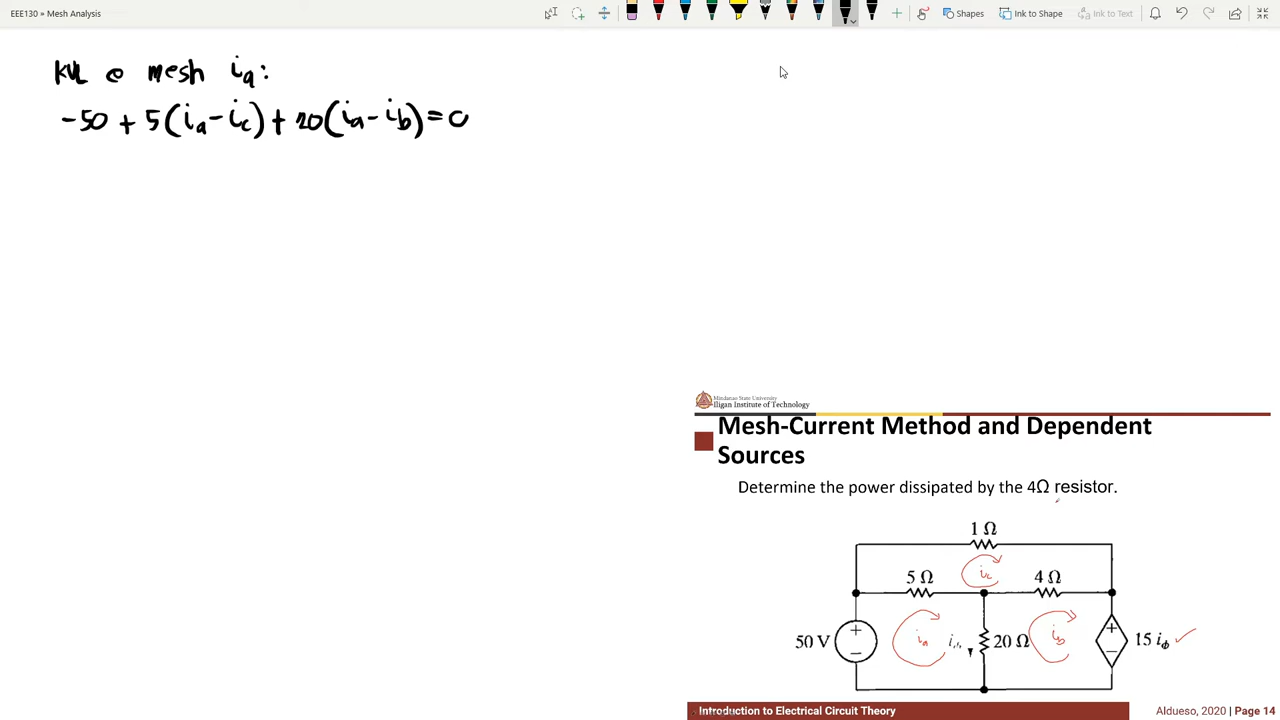 EEE1... » Mesh Analysis
Shapes
Ink to Shape
Ink to Text
KVL @ mesh ia:
-50 + 5(ia - ic) + 20(ia - ib) = 0
Mindanao State University
Iligan Institute of Technology
Mesh-Current Method and Dependent
Sources
Determine the power dissipated by the 4Ω resistor.
1 Ω
ic
5 Ω
4 Ω
50 V
+
−
ia
20 Ω
ib
+
−
15 iϕ
Introduction to Electrical Circuit Theory
Aldueso, 2020 | Page 14